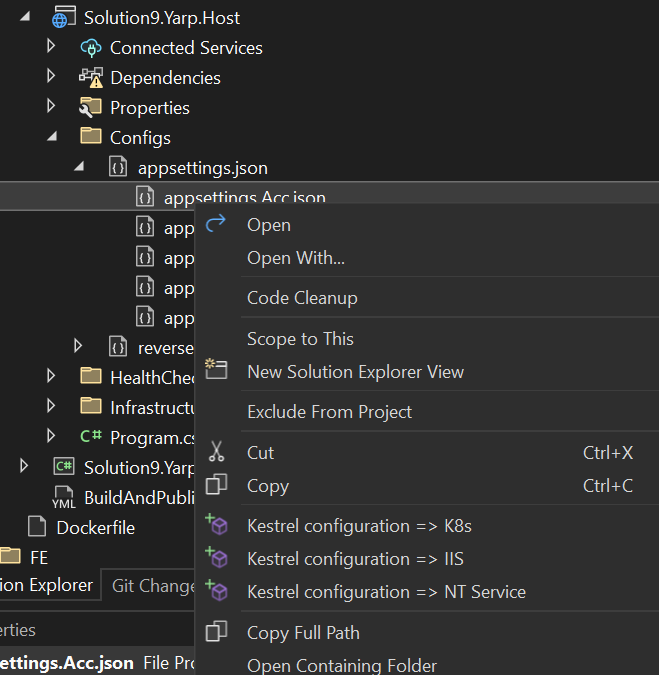 Solution9.Yarp.Host
Connected Services
Dependencies
Properties
Configs
appsettings.json
appsettings.Acc.json
app
Open
app
Open With...
app
Code Cleanup
app
Scope to This
reverse
New Solution Explorer View
HealthChec
Infrastructu
Exclude From Project
C# Program.cs
Cut Ctrl+X
C# Solution9.Yarp
Copy Ctrl+C
YML BuildAndPubli
Dockerfile
Kestrel configuration => K8s
FE
Kestrel configuration => IIS
ion Explorer Git Change
Kestrel configuration => NT Service
erties
Copy Full Path
ettings.Acc.json File Pro
Open Containing Folder